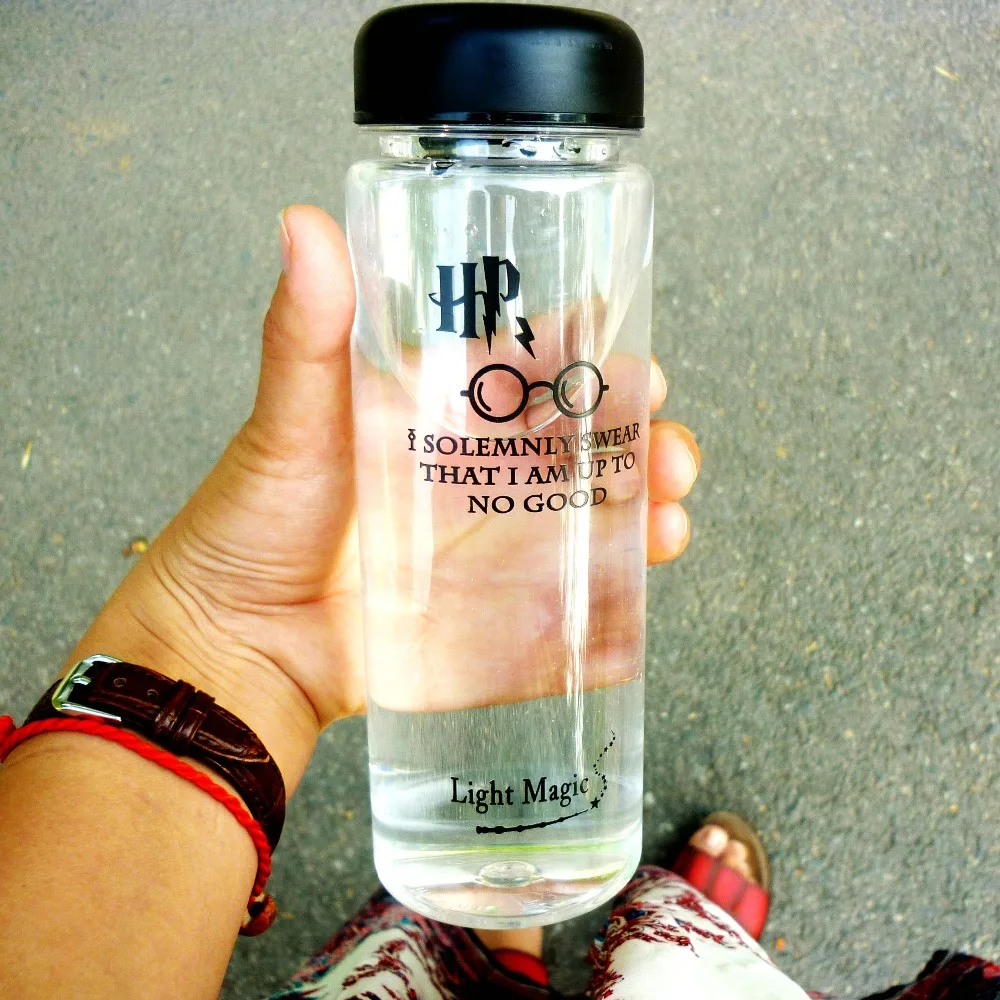 HP
I SOLEMNLY SWEAR
THAT I AM UP TO
NO GOOD
Light Magic